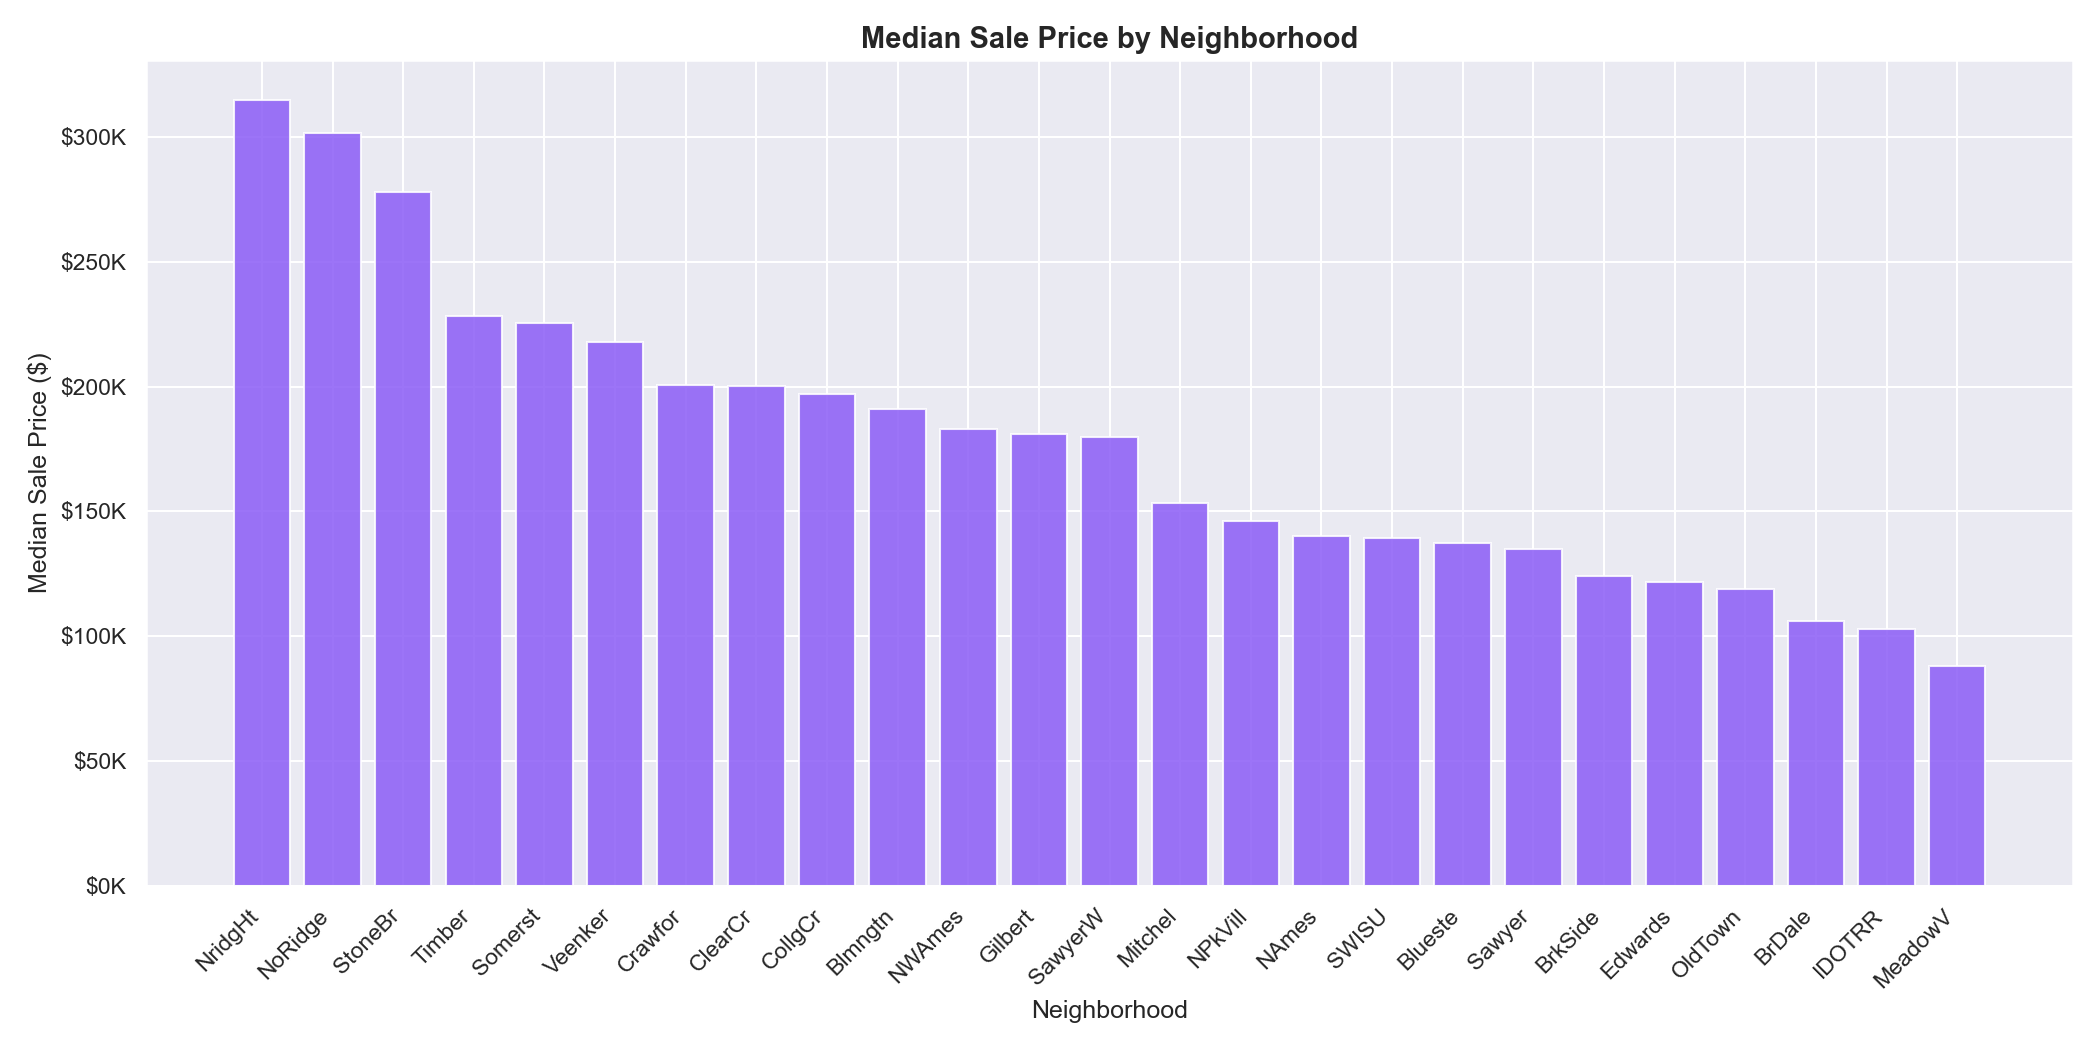 Median Sale Price by Neighborhood
Median Sale Price ($)
$300K
$250K
$200K
$150K
$100K
$50K
$0K
NridgHt
NoRidge
StoneBr
Timber
Somerst
Veenker
Crawfor
ClearCr
CollgCr
Blmngtn
NWAmes
Gilbert
SawyerW
Mitchel
NPkVill
NAmes
SWISU
Blueste
Sawyer
BrkSide
Edwards
OldTown
BrDale
IDOTRR
MeadowV
Neighborhood